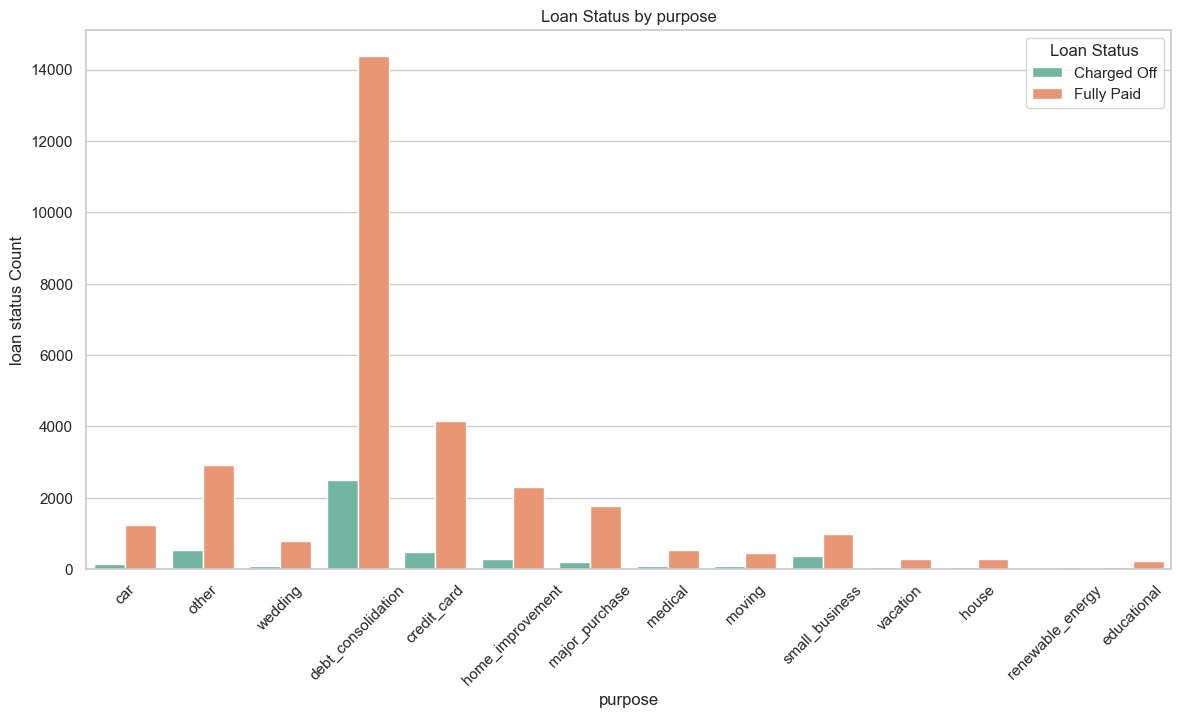 Loan Status by purpose
Loan Status
Charged Off
Fully Paid
loan status Count
14000
12000
10000
8000
6000
4000
2000
0
car
other
wedding
debt_consolidation
credit_card
home_improvement
major_purchase
medical
moving
small_business
vacation
house
renewable_energy
educational
purpose